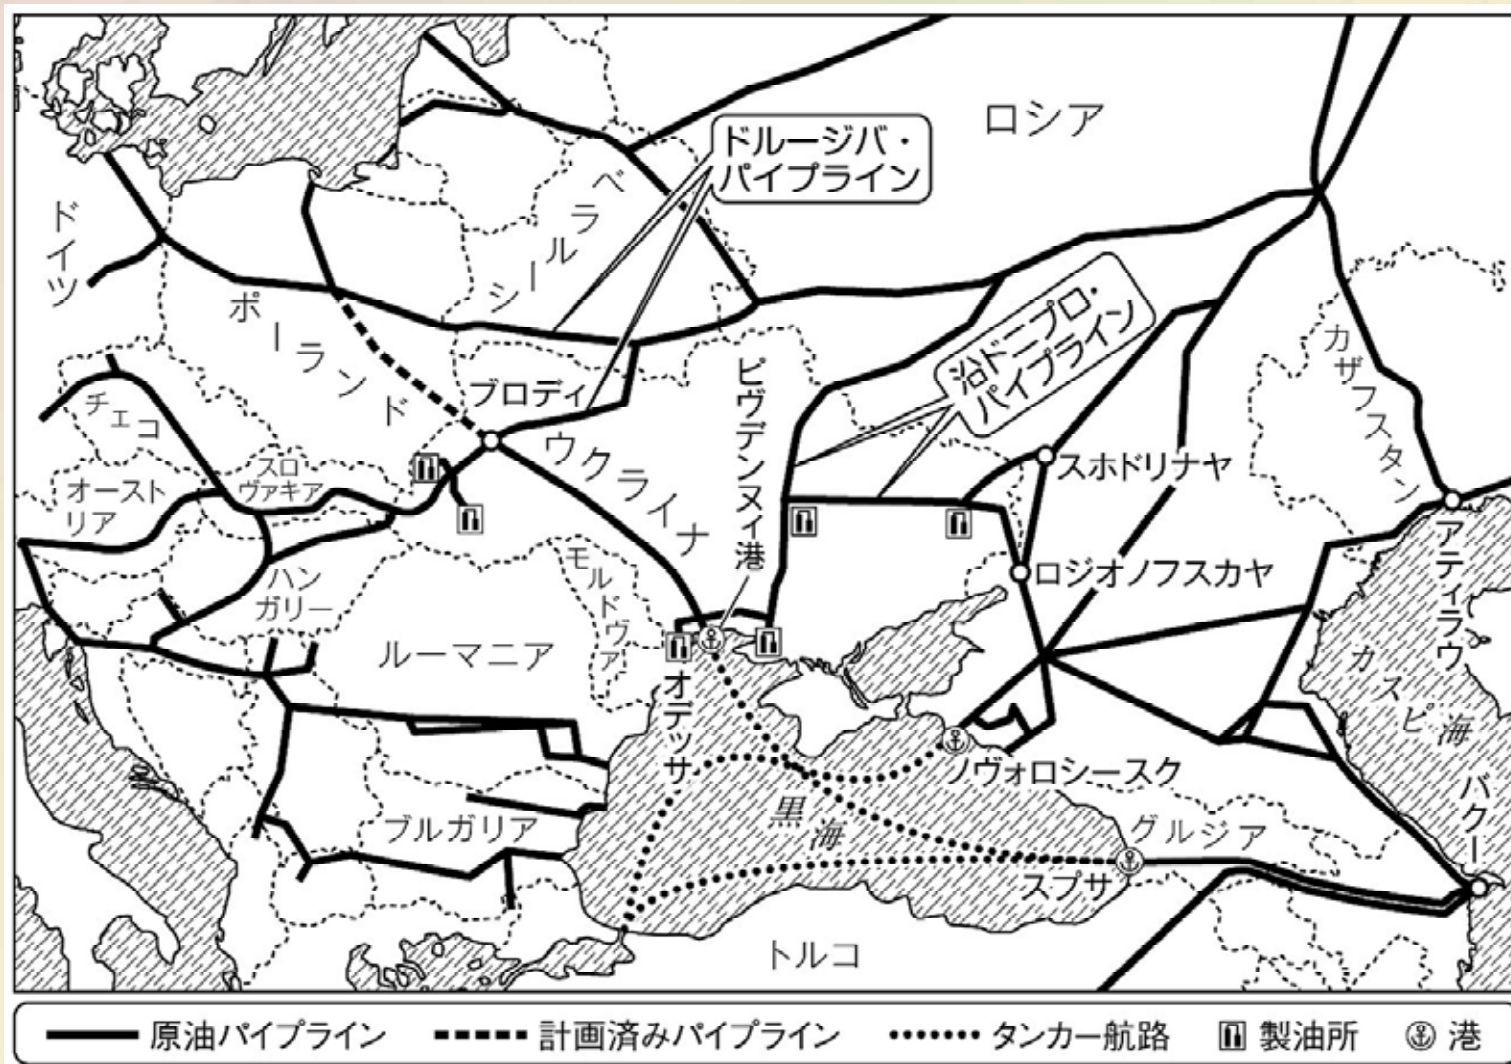 ロシア
ドルージバ・
パイプライン
ベラルーシ
ドイツ
ポーランド
沿ドニープロ・
パイプライン
カザフスタン
ブロディ
ピヴデンヌィ港
チェコ
ウクライナ
スロ
ヴァキア
スホドリナヤ
オースト
リア
アティラウ
モルドヴァ
ロジオノフスカヤ
ハン
ガリー
ルーマニア
カスピ海
オデッサ
ノヴォロシースク
バクー
黒海
ブルガリア
グルジア
スプサ
トルコ
原油パイプライン
計画済みパイプライン
タンカー航路
製油所
港